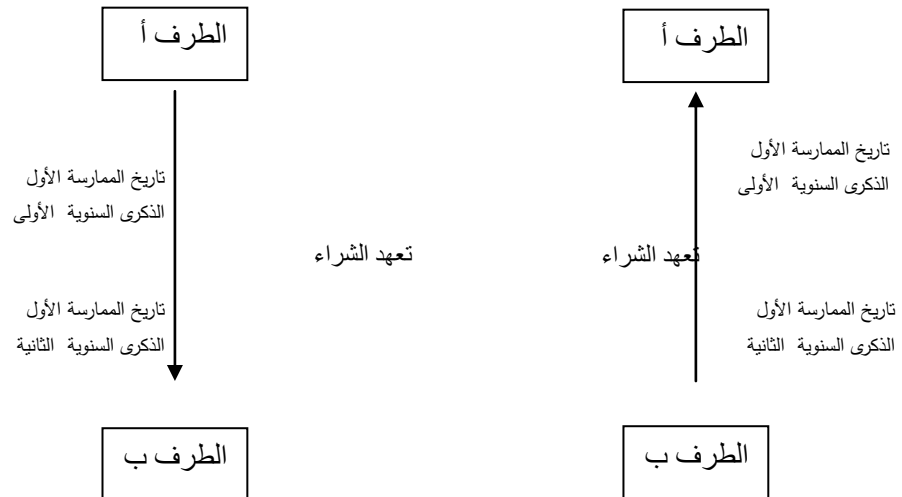 الطرف أ
الطرف أ
تاريخ الممارسة الأول
الذكرى السنوية الأولى
تاريخ الممارسة الأول
الذكرى السنوية الأولى
تعهد الشراء
تعهد الشراء
تاريخ الممارسة الأول
الذكرى السنوية الثانية
تاريخ الممارسة الأول
الذكرى السنوية الثانية
الطرف ب
الطرف ب